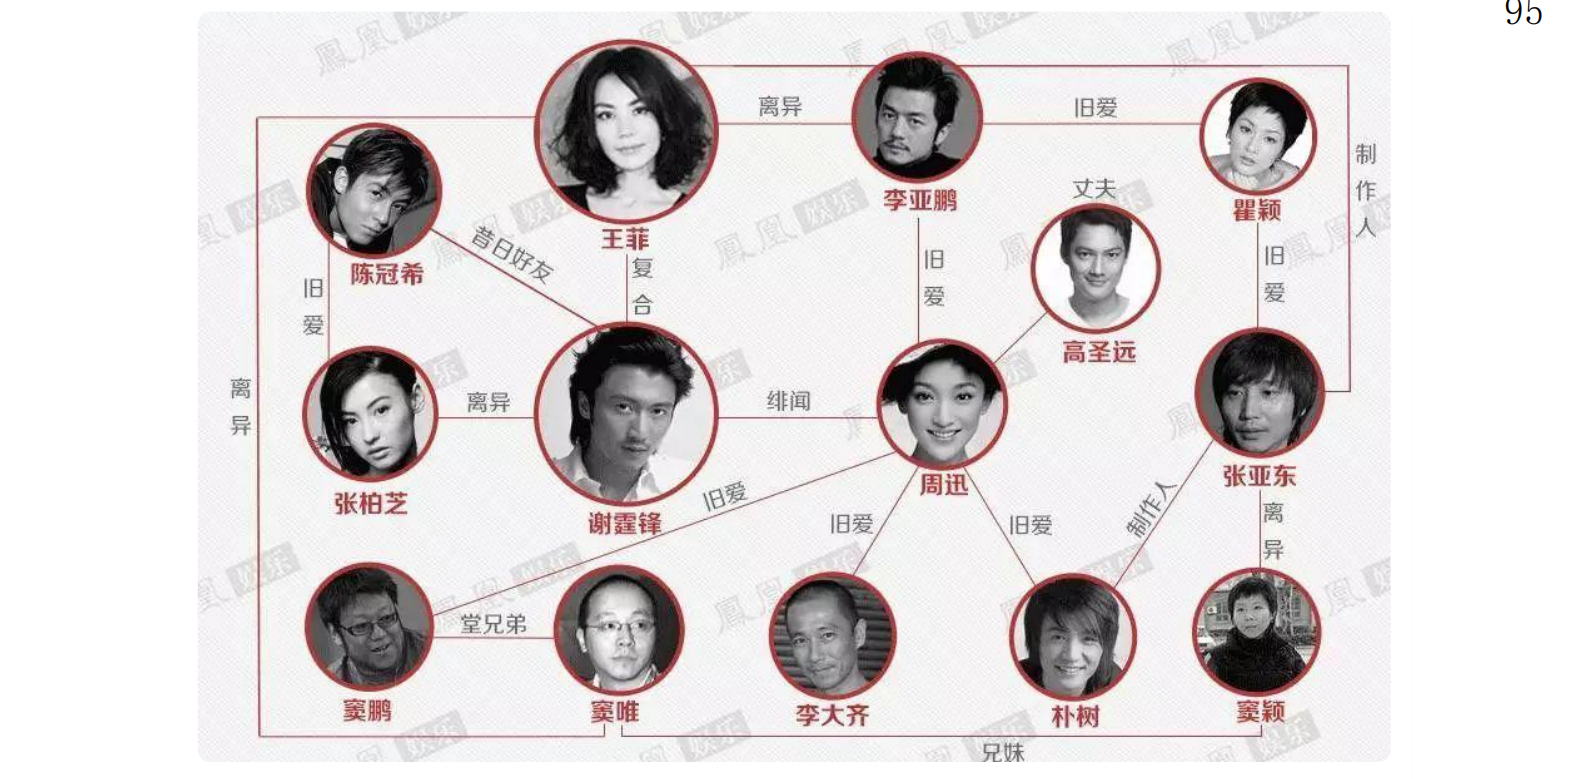 95
鳳凰娱乐
离异
旧爱
制作人
王菲
李亚鹏
瞿颖
丈夫
陈冠希
昔日好友
复合
旧爱
旧爱
旧爱
高圣远
离异
张柏芝
离异
谢霆锋
绯闻
周迅
张亚东
旧爱
旧爱
旧爱
制作人
离异
窦鹏
堂兄弟
窦唯
李大齐
朴树
窦颖
兄妹